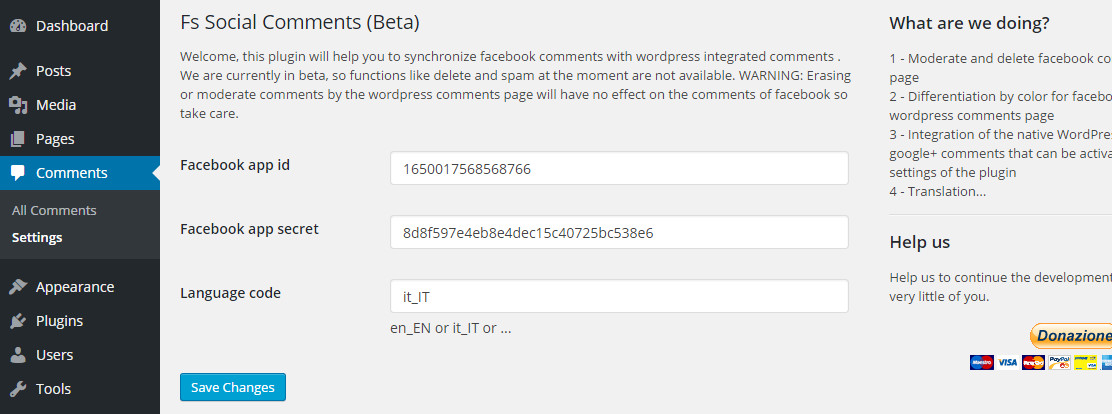 Dashboard
Posts
Media
Pages
Comments
All Comments
Settings
Appearance
Plugins
Users
Tools
Fs Social Comments (Beta)
Welcome, this plugin will help you to synchronize facebook comments with wordpress integrated comments .
We are currently in beta, so functions like delete and spam at the moment are not available. WARNING: Erasing
or moderate comments by the wordpress comments page will have no effect on the comments of facebook so
take care.
Facebook app id
1650017568568766
Facebook app secret
8d8f597e4eb8e4dec15c40725bc538e6
Language code
it_IT
en_EN or it_IT or ...
Save Changes
What are we doing?
1 - Moderate and delete facebook co
page
2 - Differentiation by color for facebo
wordpress comments page
3 - Integration of the native WordPres
google+ comments that can be activa
settings of the plugin
4 - Translation...
Help us
Help us to continue the development
very little of you.
Donazione
Maestro VISA PayPal